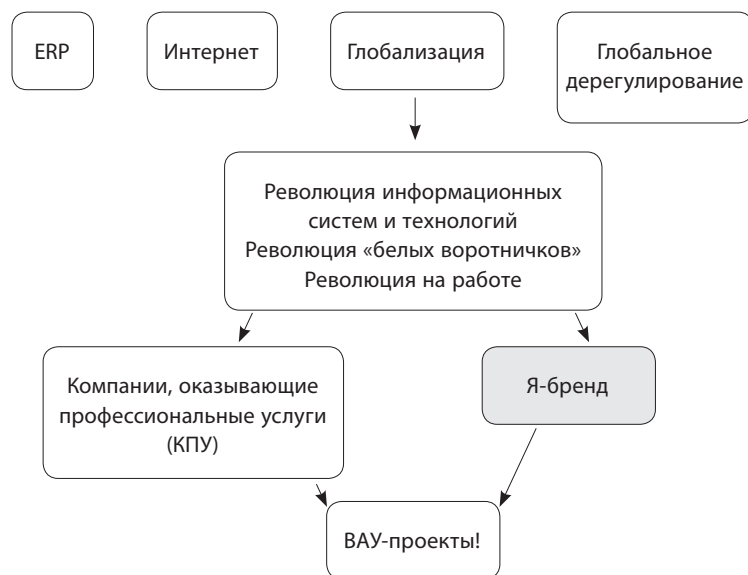 ERP
Интернет
Глобализация
Глобальное
дерегулирование
Революция информационных
систем и технологий
Революция «белых воротничков»
Революция на работе
Компании, оказывающие
профессиональные услуги
(КПУ)
Я-бренд
ВАУ-проекты!